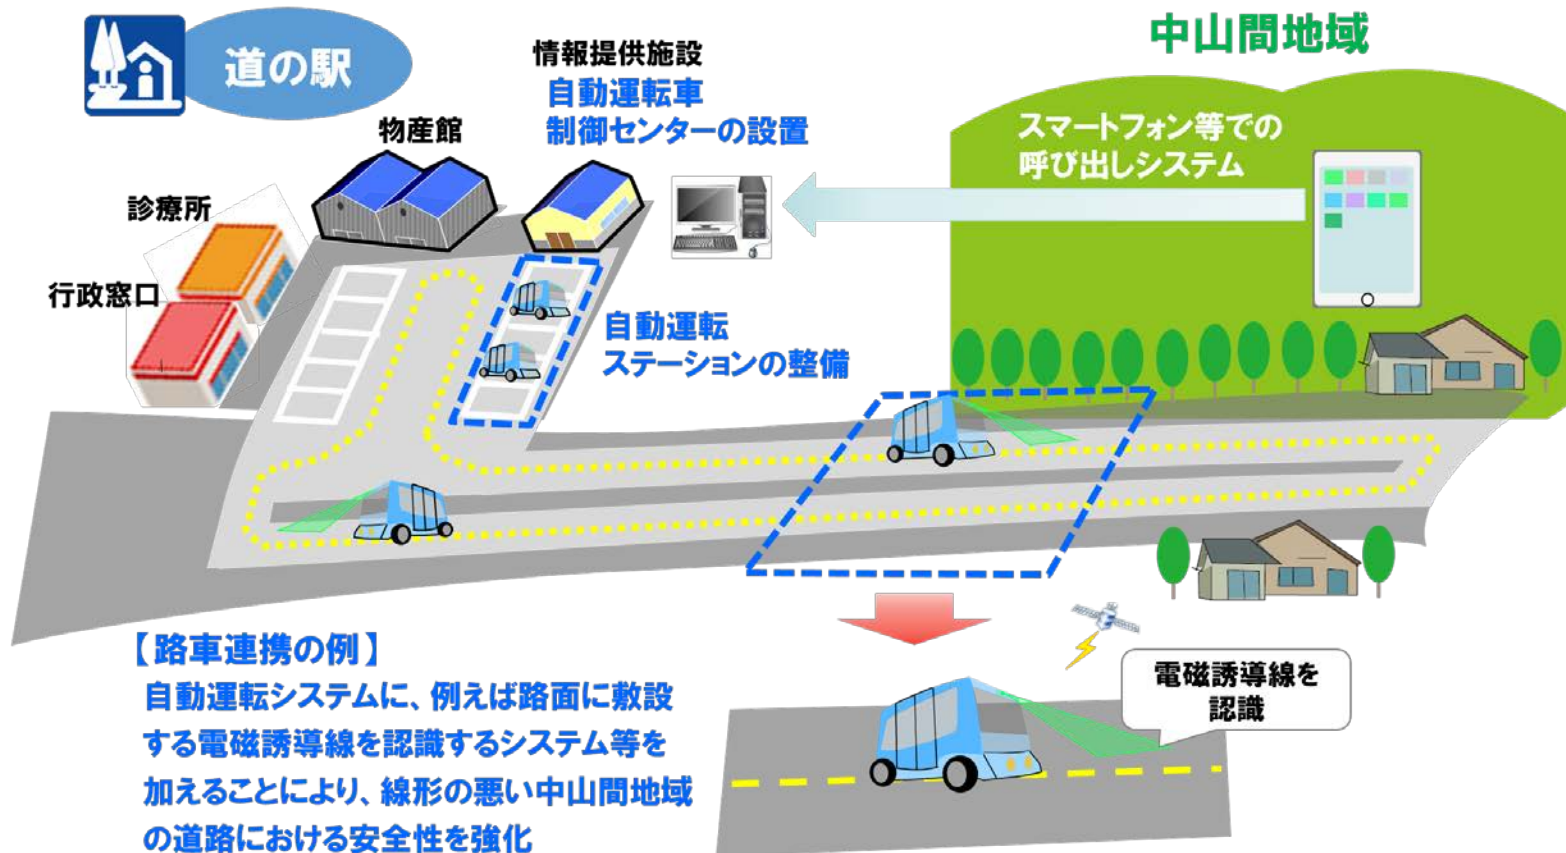 道の駅
中山間地域
情報提供施設
自動運転車
制御センターの設置
物産館
スマートフォン等での
呼び出しシステム
診療所
行政窓口
自動運転
ステーションの整備
【路車連携の例】
自動運転システムに、例えば路面に敷設
する電磁誘導線を認識するシステム等を
加えることにより、線形の悪い中山間地域
の道路における安全性を強化
電磁誘導線を
認識